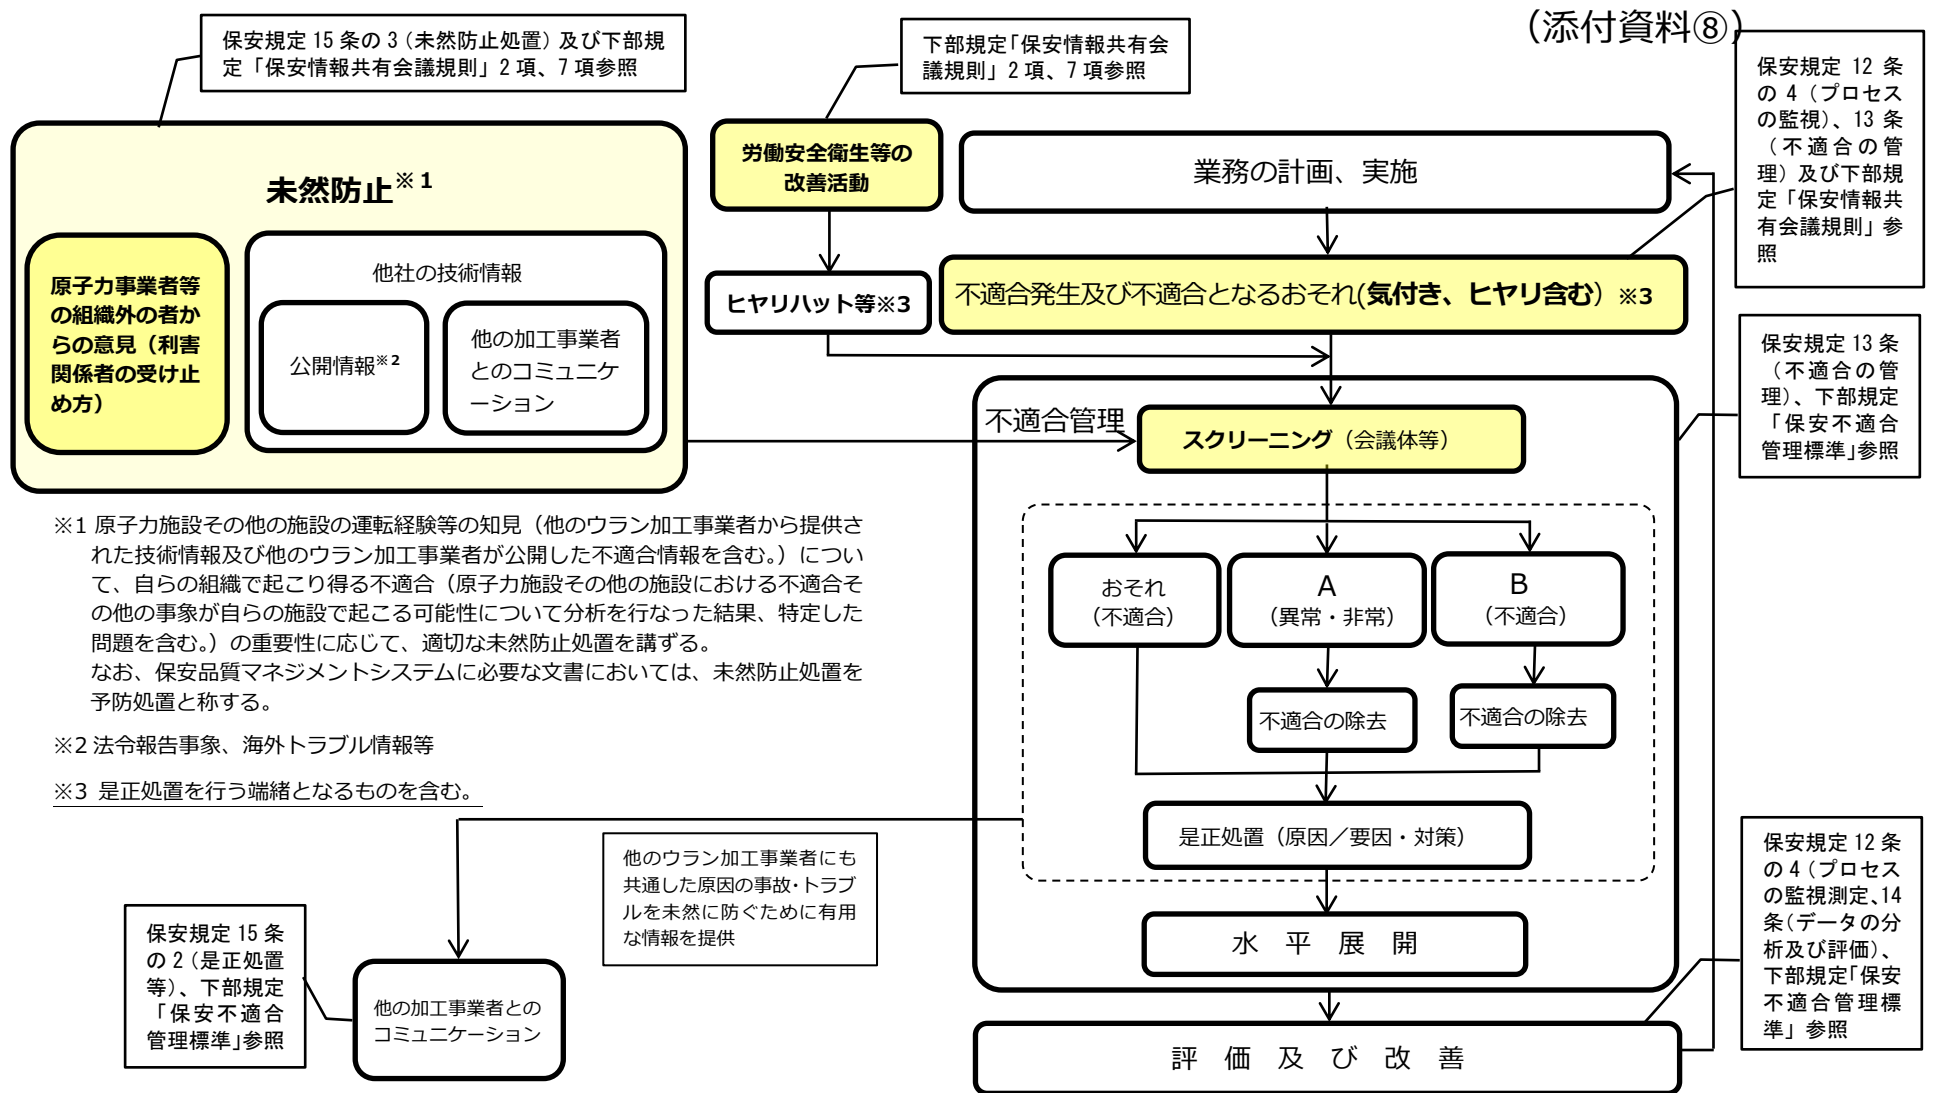 （添付資料⑧）
保安規定 15 条の 3（未然防止処置）及び下部規
定「保安情報共有会議規則」2 項、7 項参照
下部規定「保安情報共有会
議規則」2 項、7 項参照
保安規定 12 条
の 4（プロセス
の監視）、13 条
（不適合の管
理）及び下部規
定「保安情報共
有会議規則」参
照
未然防止※1
原子力事業者等
の組織外の者か
らの意見（利害
関係者の受け止
め方）
他社の技術情報
公開情報※2
他の加工事業者
とのコミュニケ
ーション
労働安全衛生等の
改善活動
業務の計画、実施
ヒヤリハット等※3
不適合発生及び不適合となるおそれ(気付き、ヒヤリ含む）※3
保安規定 13 条
（不適合の管
理）、下部規定
「保安不適合
管理標準」参照
不適合管理
スクリーニング（会議体等）
おそれ
（不適合）
A
（異常・非常）
B
（不適合）
不適合の除去
不適合の除去
是正処置（原因／要因・対策）
水 平 展 開
評 価 及 び 改 善
※1 原子力施設その他の施設の運転経験等の知見（他のウラン加工事業者から提供さ
れた技術情報及び他のウラン加工事業者が公開した不適合情報を含む。）につい
て、自らの組織で起こり得る不適合（原子力施設その他の施設における不適合そ
の他の事象が自らの施設で起こる可能性について分析を行なった結果、特定した
問題を含む。）の重要性に応じて、適切な未然防止処置を講ずる。
なお、保安品質マネジメントシステムに必要な文書においては、未然防止処置を
予防処置と称する。
※2 法令報告事象、海外トラブル情報等
※3 是正処置を行う端緒となるものを含む。
他のウラン加工事業者にも
共通した原因の事故・トラブ
ルを未然に防ぐために有用
な情報を提供
保安規定 15 条
の 2（是正処置
等）、下部規定
「保安不適合
管理標準」参照
他の加工事業者との
コミュニケーション
保安規定 12 条
の 4（プロセス
の監視測定、14
条（データの分
析及び評価）、
下部規定「保安
不適合管理標
準」参照